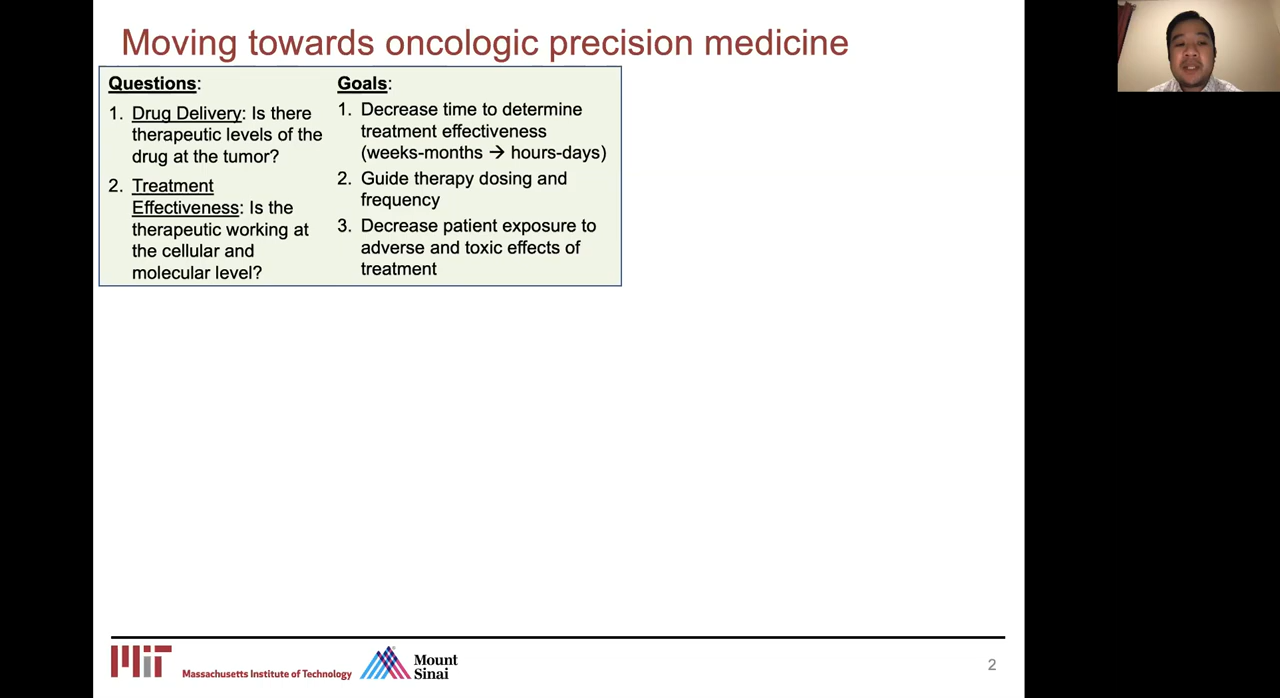 Moving towards oncologic precision medicine
Questions:
1. Drug Delivery: Is there
therapeutic levels of the
drug at the tumor?
2. Treatment
Effectiveness: Is the
therapeutic working at
the cellular and
molecular level?
Goals:
1. Decrease time to determine
treatment effectiveness
(weeks-months → hours-days)
2. Guide therapy dosing and
frequency
3. Decrease patient exposure to
adverse and toxic effects of
treatment
MIT
Massachusetts Institute of Technology
Mount
Sinai
2